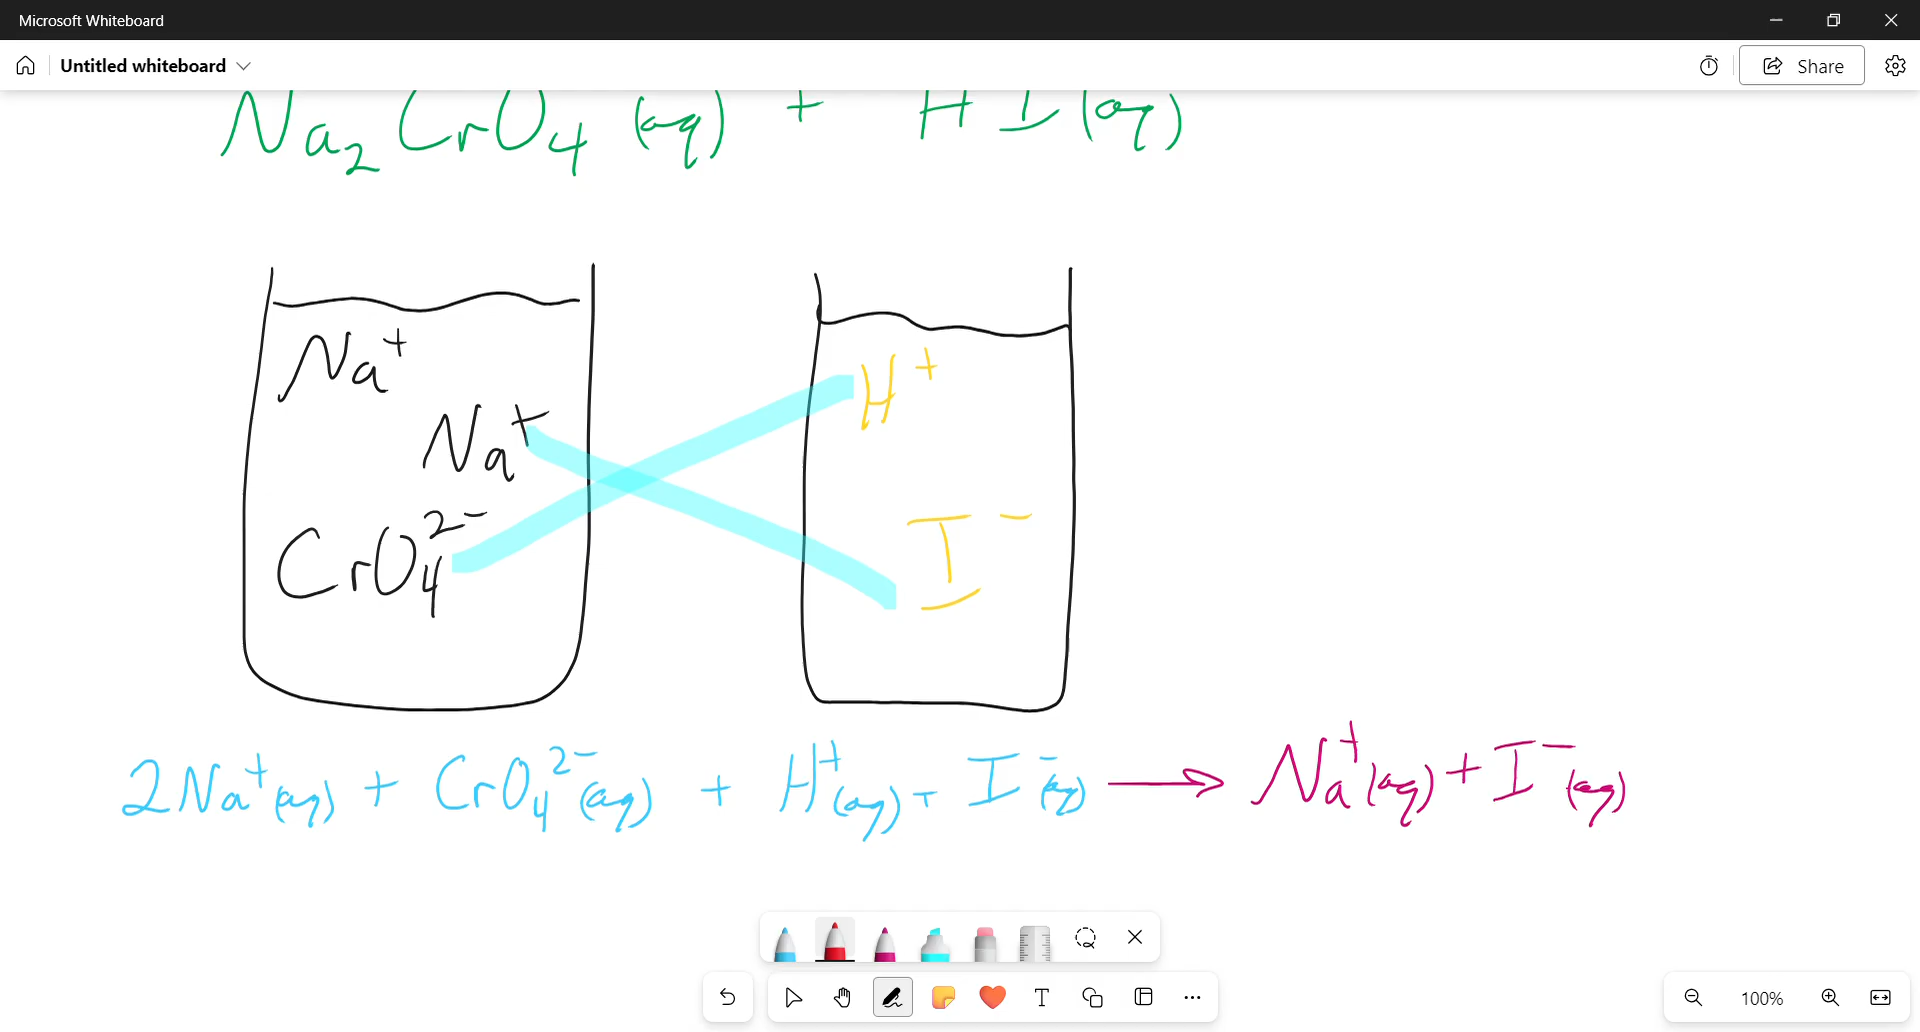 Microsoft Whiteboard
Untitled whiteboard
Share
Na₂CrO₄ (aq) + HI (aq)
Na⁺
Na⁺
CrO₄²⁻
H⁺
I⁻
2Na⁺(aq) + CrO₄²⁻(aq) + H⁺(aq) + I⁻(aq) → Na⁺(aq) + I⁻(aq)
T
100%